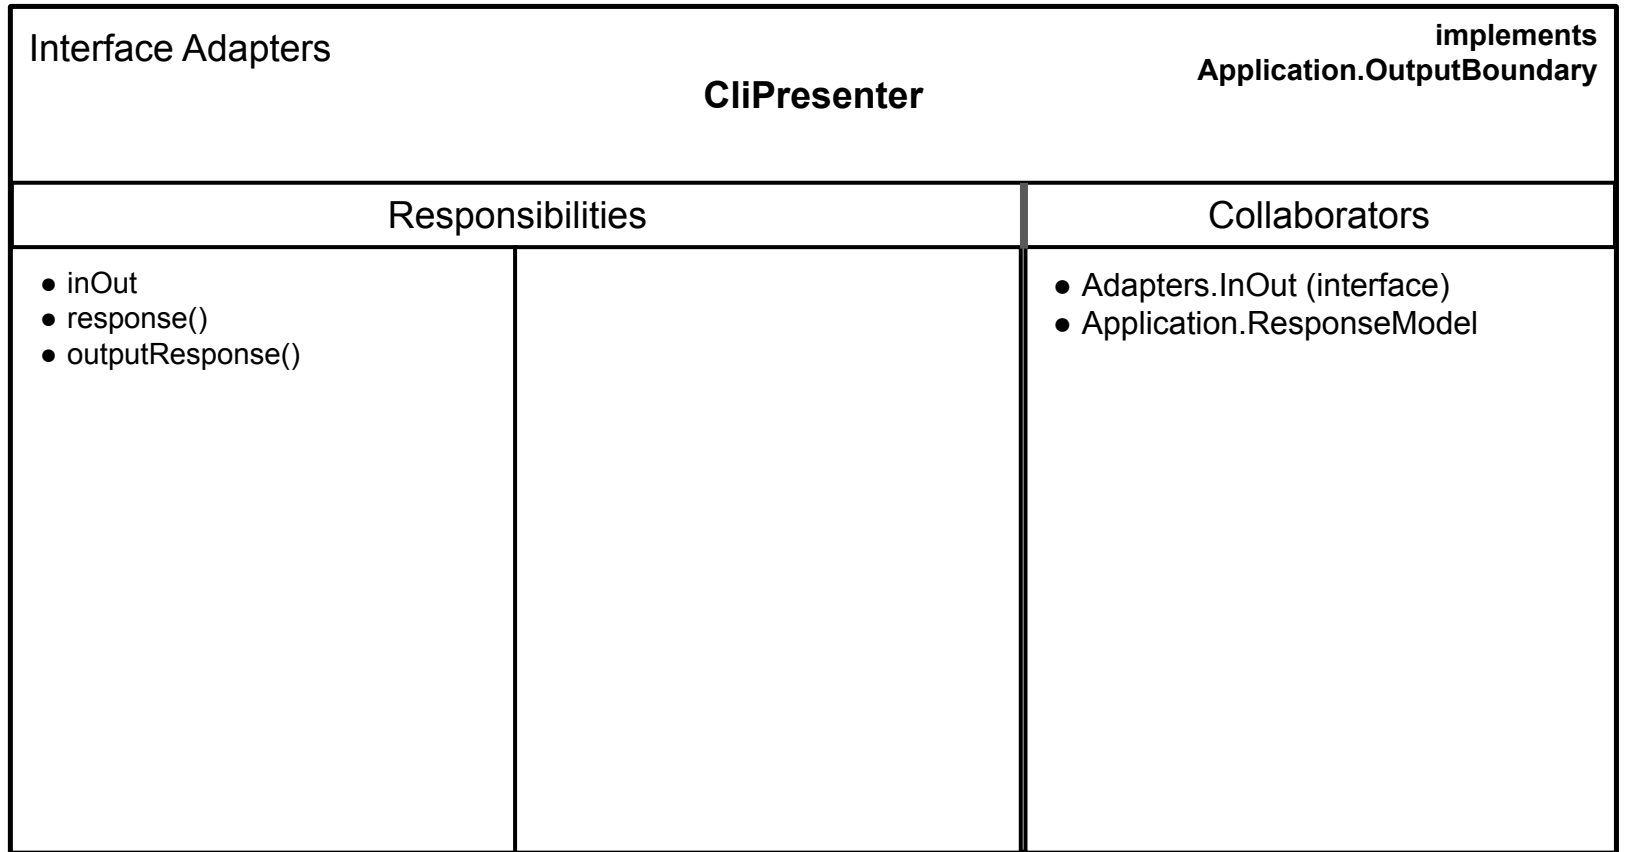 Interface Adapters
implements
Application.OutputBoundary
CliPresenter
Responsibilities
Collaborators
● inOut
● response()
● outputResponse()
● Adapters.InOut (interface)
● Application.ResponseModel